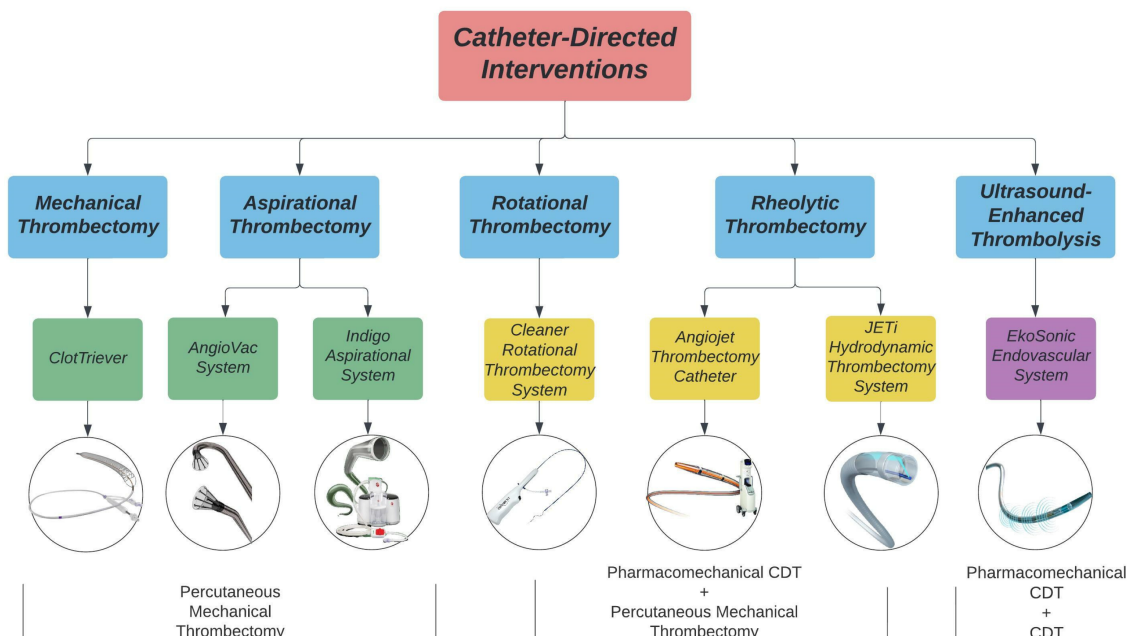 Catheter-Directed
Interventions
Mechanical
Thrombectomy
Aspirational
Thrombectomy
Rotational
Thrombectomy
Rheolytic
Thrombectomy
Ultrasound-
Enhanced
Thrombolysis
ClotTriever
AngioVac
System
Indigo
Aspirational
System
Cleaner
Rotational
Thrombectomy
System
Angiojet
Thrombectomy
Catheter
JETi
Hydrodynamic
Thrombectomy
System
EkoSonic
Endovascular
System
Percutaneous
Mechanical
Thrombectomy
Pharmacomechanical CDT
+
Percutaneous Mechanical
Thrombectomy
Pharmacomechanical
CDT
+
CDT